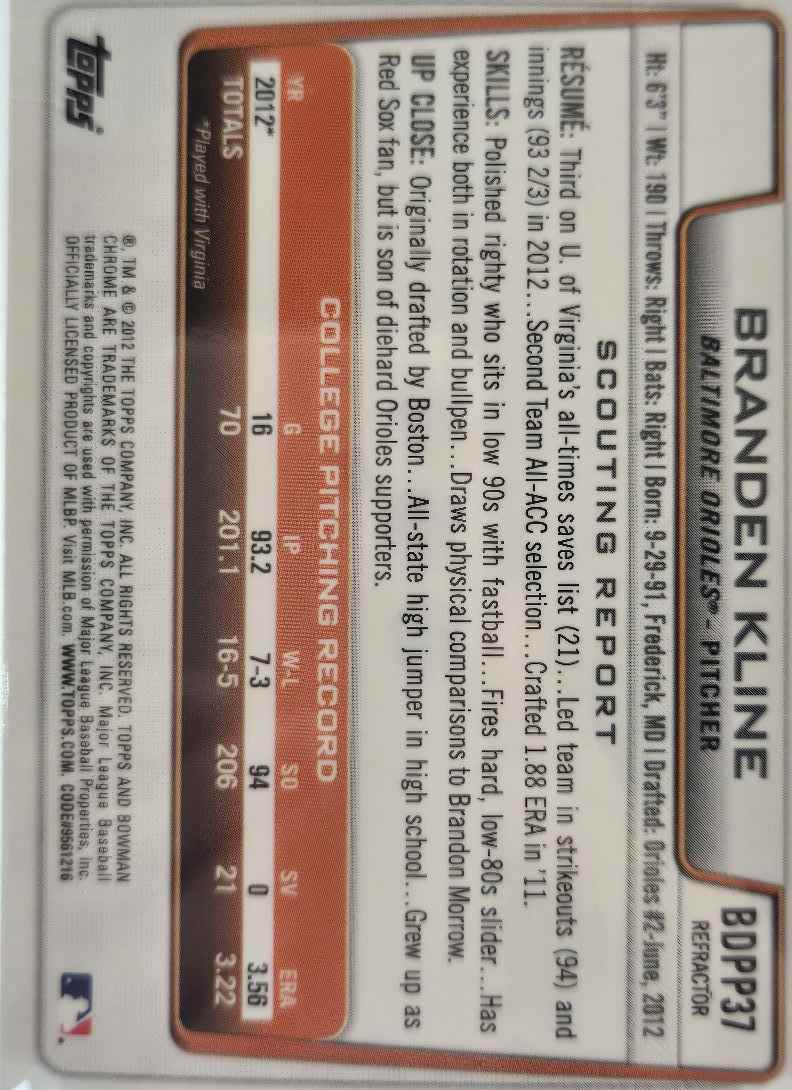 BRANDEN KLINE
BALTIMORE ORIOLES® - PITCHER
BDPP37
REFRACTOR
Ht: 6'3" | Wt: 190 | Throws: Right | Bats: Right | Born: 9-29-91, Frederick, MD | Drafted: Orioles #2-June, 2012
SCOUTING REPORT
RÉSUMÉ: Third on U. of Virginia's all-times saves list (21)...Led team in strikeouts (94) and
innings (93 2/3) in 2012...Second Team All-ACC selection...Crafted 1.88 ERA in '11.
SKILLS: Polished righty who sits in low 90s with fastball...Fires hard, low-80s slider...Has
experience both in rotation and bullpen...Draws physical comparisons to Brandon Morrow.
UP CLOSE: Originally drafted by Boston...All-state high jumper in high school...Grew up as
Red Sox fan, but is son of diehard Orioles supporters.
COLLEGE PITCHING RECORD
YR G IP W-L SO SV ERA
2012* 16 93.2 7-3 94 0 3.56
TOTALS 70 201.1 16-5 206 21 3.22
*Played with Virginia
topps®
®, TM & © 2012 THE TOPPS COMPANY, INC. ALL RIGHTS RESERVED. TOPPS AND BOWMAN
CHROME ARE TRADEMARKS OF THE TOPPS COMPANY, INC. Major League Baseball
trademarks and copyrights are used with permission of Major League Baseball Properties, Inc.
OFFICIALLY LICENSED PRODUCT OF MLBP. Visit MLB.com. WWW.TOPPS.COM. CODE#9561216